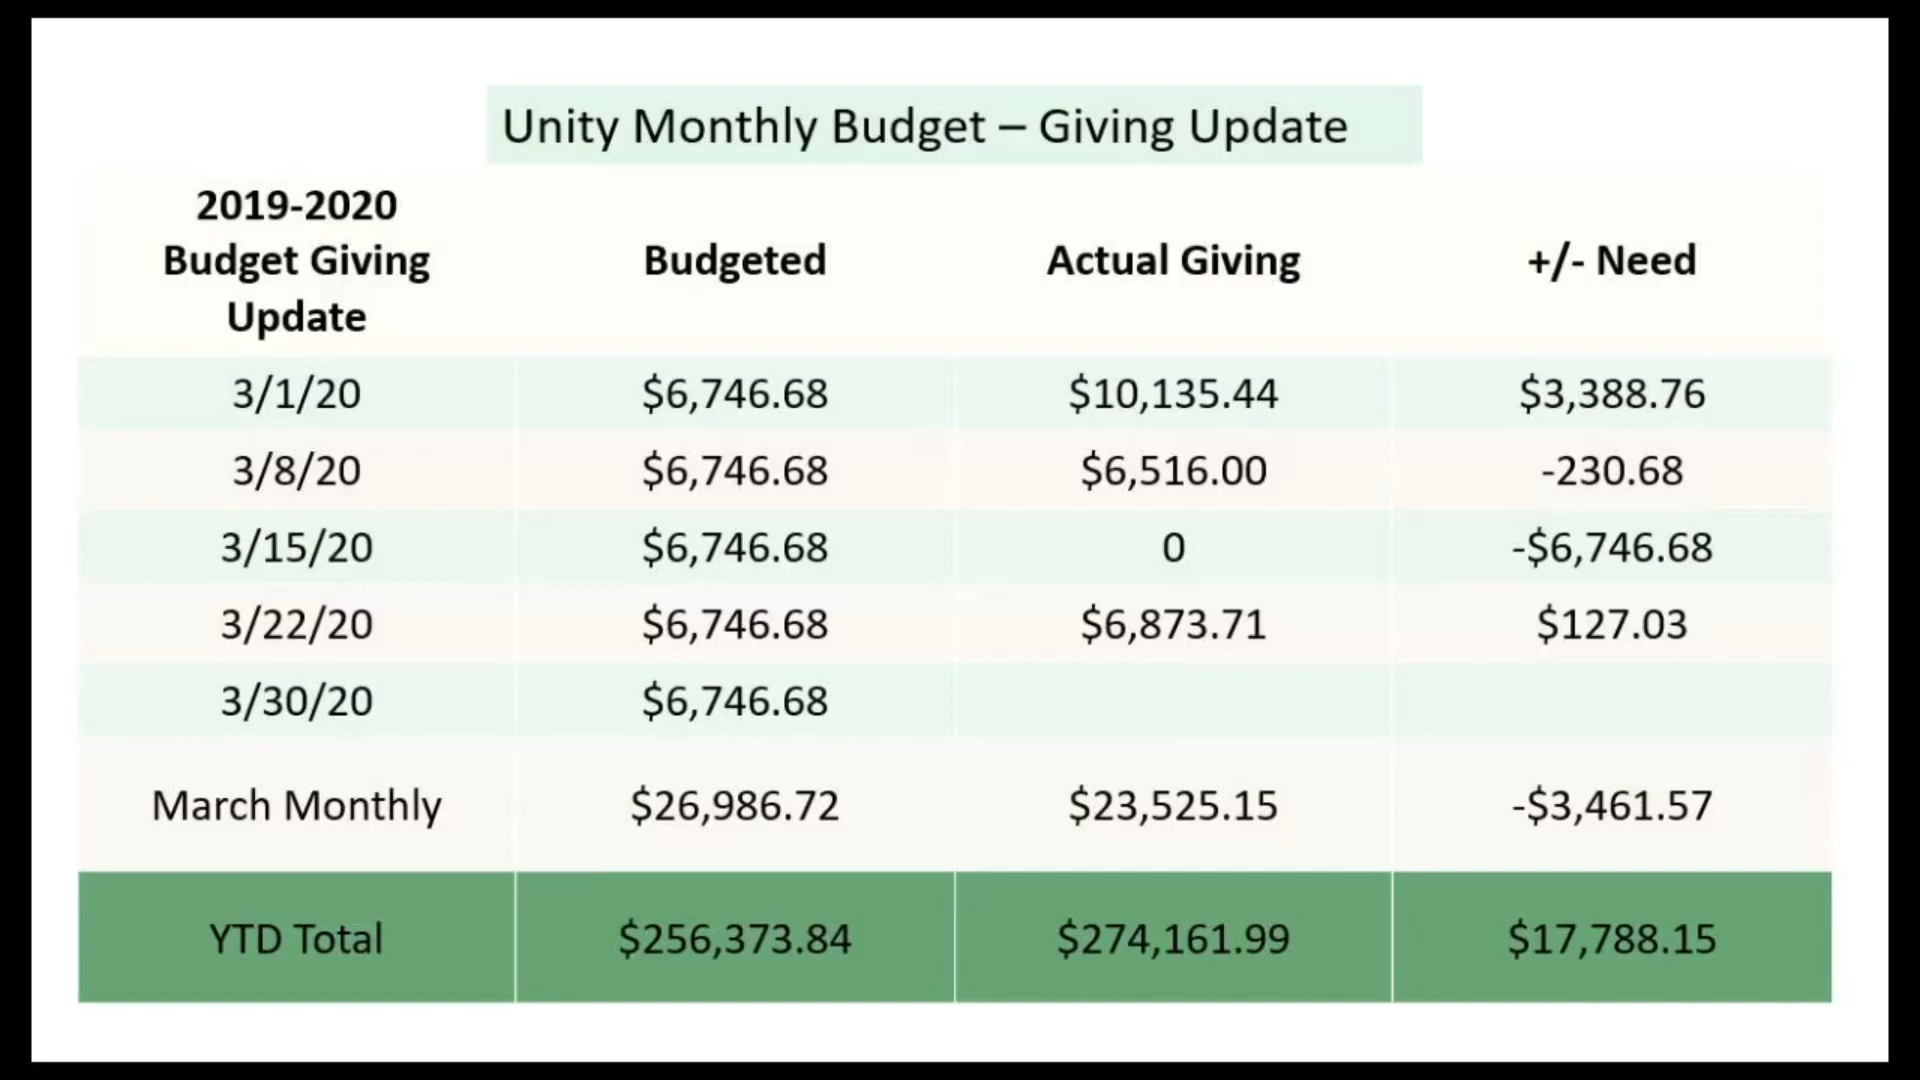 Unity Monthly Budget – Giving Update
2019-2020
Budget Giving
Update
Budgeted
Actual Giving
+/- Need
3/1/20 $6,746.68 $10,135.44 $3,388.76
3/8/20 $6,746.68 $6,516.00 -230.68
3/15/20 $6,746.68 0 -$6,746.68
3/22/20 $6,746.68 $6,873.71 $127.03
3/30/20 $6,746.68
March Monthly $26,986.72 $23,525.15 -$3,461.57
YTD Total $256,373.84 $274,161.99 $17,788.15